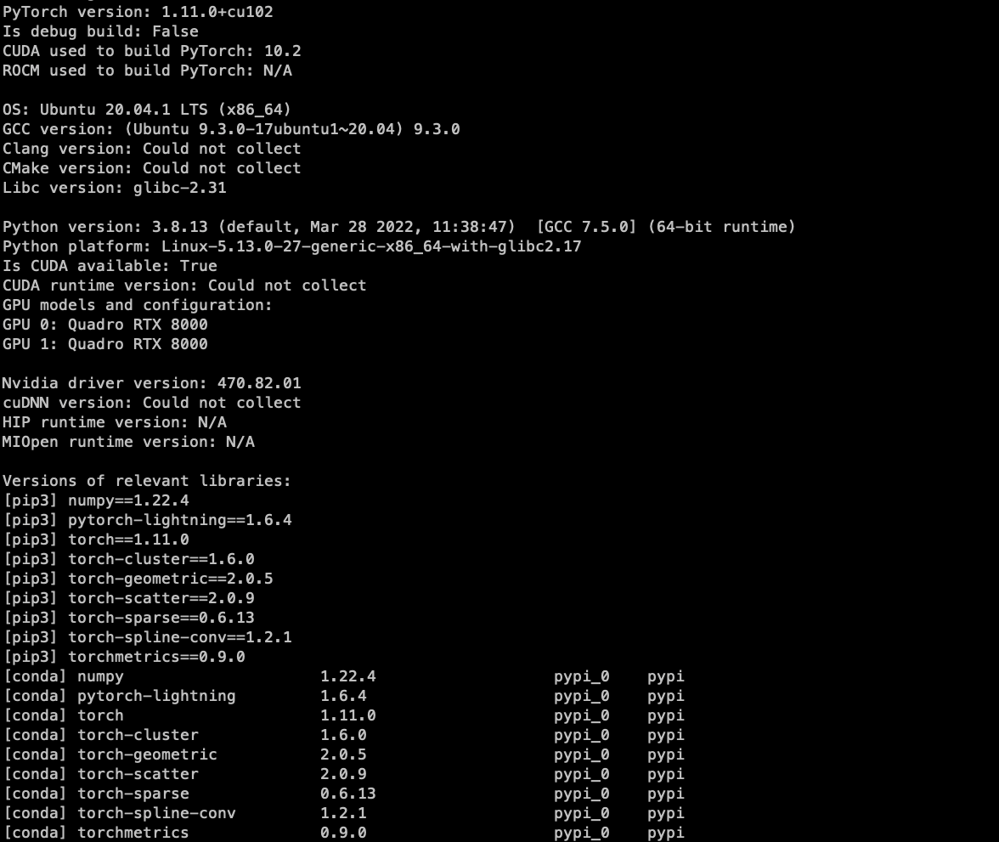 PyTorch version: 1.11.0+cu102
Is debug build: False
CUDA used to build PyTorch: 10.2
ROCM used to build PyTorch: N/A

OS: Ubuntu 20.04.1 LTS (x86_64)
GCC version: (Ubuntu 9.3.0-17ubuntu1~20.04) 9.3.0
Clang version: Could not collect
CMake version: Could not collect
Libc version: glibc-2.31

Python version: 3.8.13 (default, Mar 28 2022, 11:38:47)  [GCC 7.5.0] (64-bit runtime)
Python platform: Linux-5.13.0-27-generic-x86_64-with-glibc2.17
Is CUDA available: True
CUDA runtime version: Could not collect
GPU models and configuration:
GPU 0: Quadro RTX 8000
GPU 1: Quadro RTX 8000

Nvidia driver version: 470.82.01
cuDNN version: Could not collect
HIP runtime version: N/A
MIOpen runtime version: N/A

Versions of relevant libraries:
[pip3] numpy==1.22.4
[pip3] pytorch-lightning==1.6.4
[pip3] torch==1.11.0
[pip3] torch-cluster==1.6.0
[pip3] torch-geometric==2.0.5
[pip3] torch-scatter==2.0.9
[pip3] torch-sparse==0.6.13
[pip3] torch-spline-conv==1.2.1
[pip3] torchmetrics==0.9.0
[conda] numpy                     1.22.4                   pypi_0    pypi
[conda] pytorch-lightning         1.6.4                    pypi_0    pypi
[conda] torch                     1.11.0                   pypi_0    pypi
[conda] torch-cluster             1.6.0                    pypi_0    pypi
[conda] torch-geometric           2.0.5                    pypi_0    pypi
[conda] torch-scatter             2.0.9                    pypi_0    pypi
[conda] torch-sparse              0.6.13                   pypi_0    pypi
[conda] torch-spline-conv         1.2.1                    pypi_0    pypi
[conda] torchmetrics              0.9.0                    pypi_0    pypi